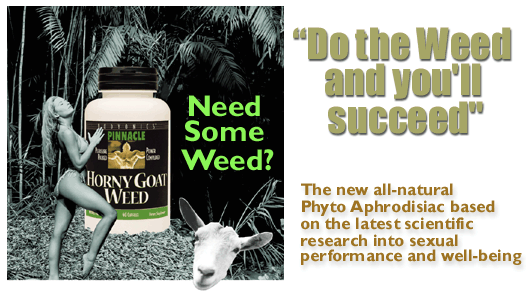 PINNACLE
HORNY GOAT
WEED
Need
Some
Weed?
“Do the Weed
and you'll
succeed"
The new all-natural
Phyto Aphrodisiac based
on the latest scientific
research into sexual
performance and well-being